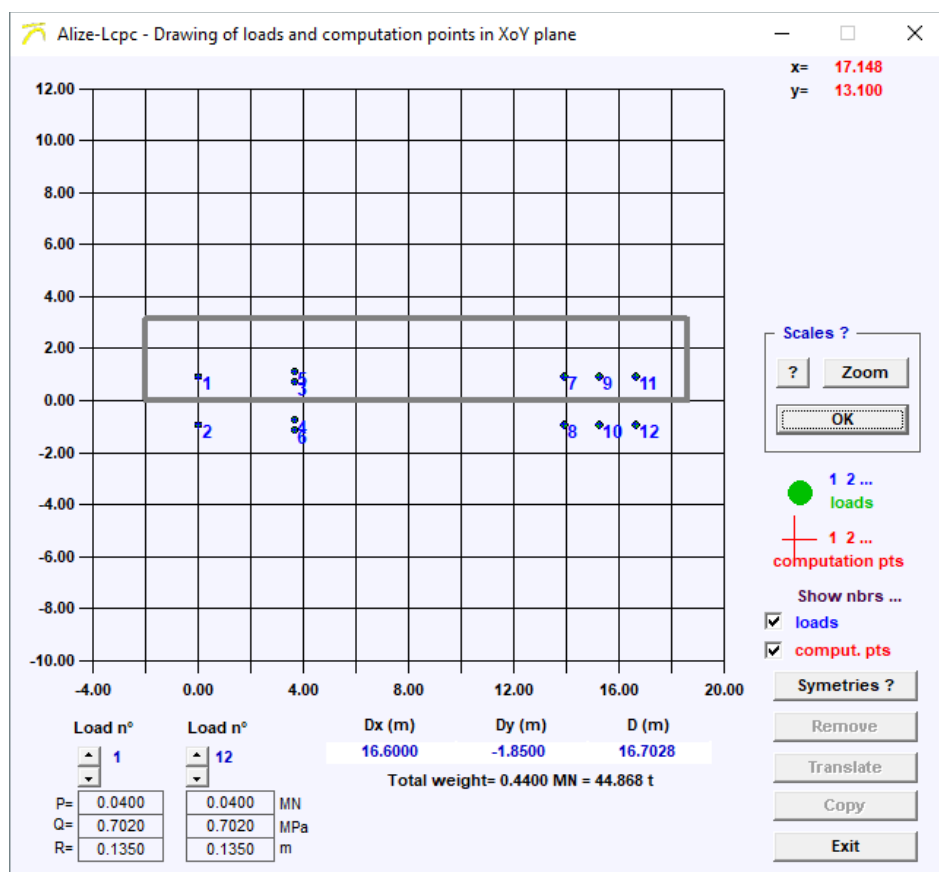 Alize-Lcpc - Drawing of loads and computation points in XoY plane
x= 17.148
y= 13.100
12.00
10.00
8.00
6.00
4.00
2.00
0.00
-2.00
-4.00
-6.00
-8.00
-10.00
-4.00 0.00 4.00 8.00 12.00 16.00 20.00
5
1 3 7 9 11
4
2 6 8 10 12
Scales ?
? Zoom
OK
1 2 ...
loads
1 2 ...
computation pts
Show nbrs ...
loads
comput. pts
Symetries ?
Remove
Translate
Copy
Exit
Load n° Load n° Dx (m) Dy (m) D (m)
1 12 16.6000 -1.8500 16.7028
Total weight= 0.4400 MN = 44.868 t
P= 0.0400 0.0400 MN
Q= 0.7020 0.7020 MPa
R= 0.1350 0.1350 m